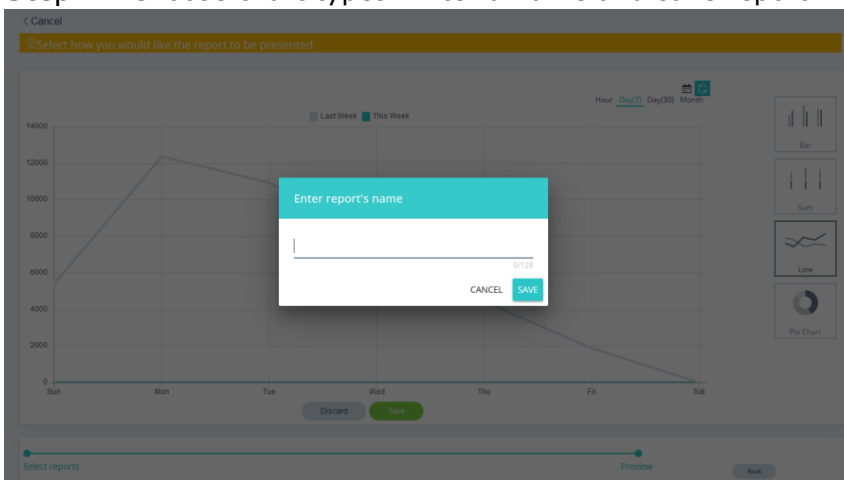 < Cancel
Select how you would like the report to be presented.
Hour Day(7) Day(30) Month
Last Week This Week
14000
12000
10000
8000
6000
4000
2000
0
Sun Mon Tue Wed Thu Fri Sat
Enter report's name
0/128
CANCEL SAVE
Bar
Sum
Line
Pie Chart
Discard Save
Select reports
Preview
Back